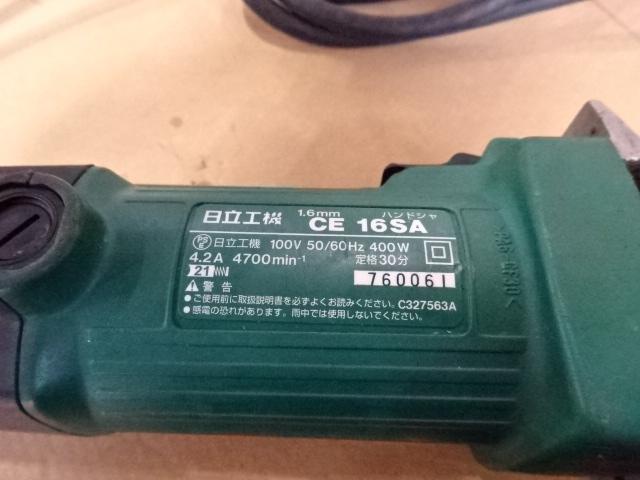 日立工機 1.6mm CE 16SA ハンドシャ
PSE 日立工機 100V 50/60Hz 400W
4.2A 4700min⁻¹ 定格30分
21 760061
警告
●ご使用前に取扱説明書を必ずよくお読みください。 C327563A
●感電の恐れがあります。雨中では使用しないでください。